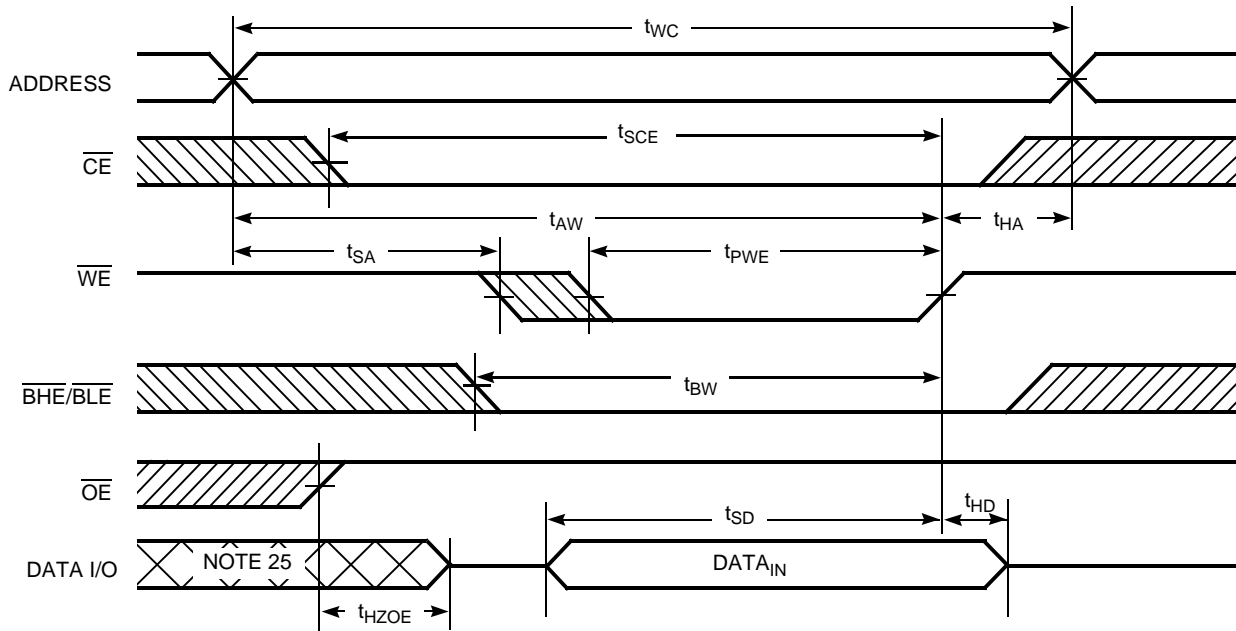 tWC
ADDRESS
tSCE
CE
tAW
tHA
tSA
tPWE
WE
tBW
BHE/BLE
OE
tSD
tHD
DATA I/O
NOTE 25
DATAIN
tHZOE